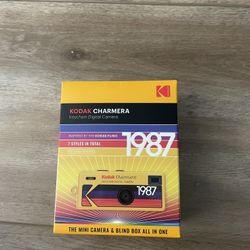 KODAK CHARMERA
Keychain Digital Camera
INSPIRED BY THE KODAK FLING
1987
7 STYLES IN TOTAL
Kodak Charmera
1987
THE MINI CAMERA & BLIND BOX ALL IN ONE